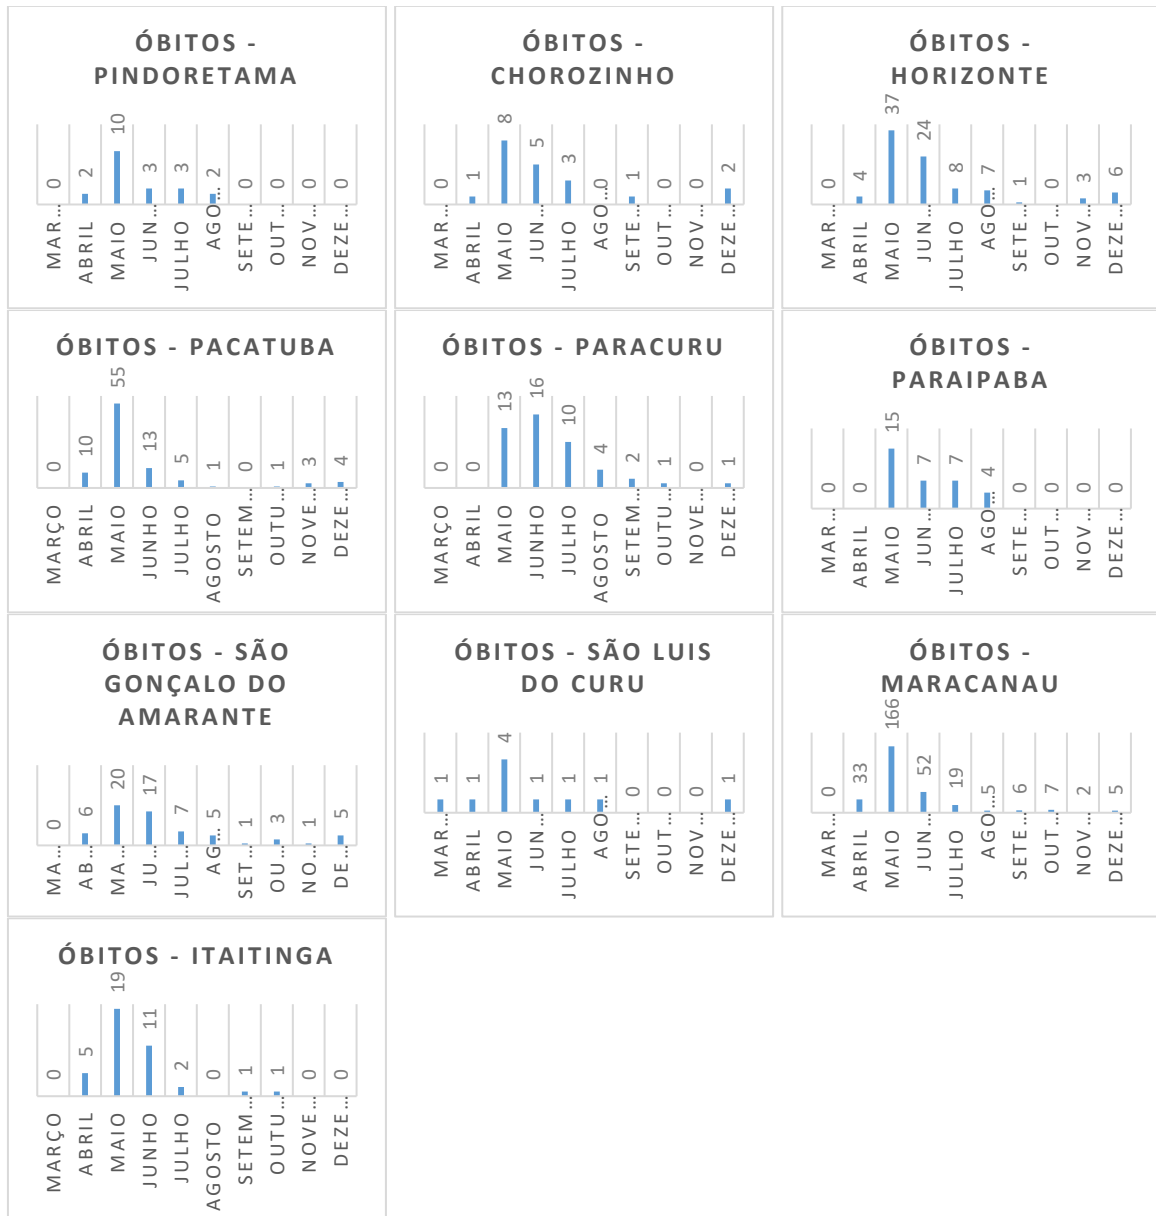 ÓBITOS -
PINDORETAMA
0
2
10
3
3
2
0
0
0
0
MAR...
ABRIL
MAIO
JUN...
JULHO
AGO...
SETE...
OUT...
NOV...
DEZE...
ÓBITOS -
CHOROZINHO
0
1
8
5
3
0
1
0
0
2
MAR...
ABRIL
MAIO
JUN...
JULHO
AGO...
SETE...
OUT...
NOV...
DEZE...
ÓBITOS -
HORIZONTE
0
4
37
24
8
7
1
0
3
6
MAR...
ABRIL
MAIO
JUN...
JULHO
AGO...
SETE...
OUT...
NOV...
DEZE...
ÓBITOS - PACATUBA
0
10
55
13
5
1
0
1
3
4
MARÇO
ABRIL
MAIO
JUNHO
JULHO
AGOSTO
SETEM...
OUTU...
NOVE...
DEZE...
ÓBITOS - PARACURU
0
0
13
16
10
4
2
1
0
1
MARÇO
ABRIL
MAIO
JUNHO
JULHO
AGOSTO
SETEM...
OUTU...
NOVE...
DEZE...
ÓBITOS -
PARAIPABA
0
0
15
7
7
4
0
0
0
0
MAR...
ABRIL
MAIO
JUN...
JULHO
AGO...
SETE...
OUT...
NOV...
DEZE...
ÓBITOS - SÃO
GONÇALO DO
AMARANTE
0
6
20
17
7
5
1
3
1
5
MA...
AB...
MA...
JU...
JUL...
AG...
SET...
OU...
NO...
DE...
ÓBITOS - SÃO LUIS
DO CURU
1
1
4
1
1
1
0
0
0
1
MAR...
ABRIL
MAIO
JUN...
JULHO
AGO...
SETE...
OUT...
NOV...
DEZE...
ÓBITOS -
MARACANAU
0
33
166
52
19
5
6
7
2
5
MAR...
ABRIL
MAIO
JUN...
JULHO
AGO...
SETE...
OUT...
NOV...
DEZE...
ÓBITOS - ITAITINGA
0
5
19
11
2
0
1
1
0
0
MARÇO
ABRIL
MAIO
JUNHO
JULHO
AGOSTO
SETEM...
OUTU...
NOVE...
DEZE...